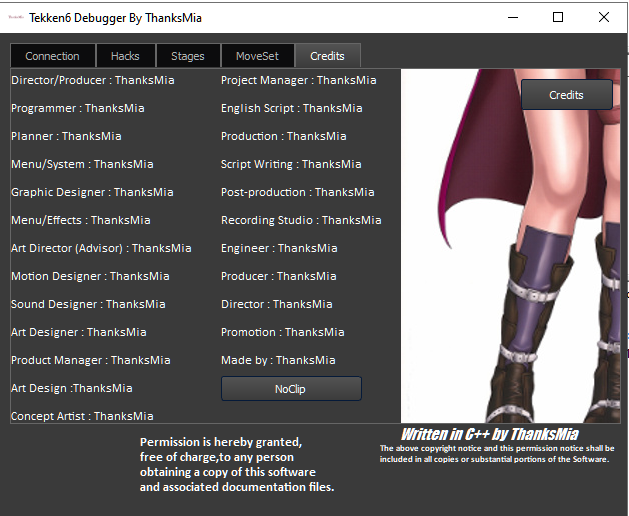 Tekken6 Debugger By ThanksMia
Connection
Hacks
Stages
MoveSet
Credits
Director/Producer : ThanksMia
Programmer : ThanksMia
Planner : ThanksMia
Menu/System : ThanksMia
Graphic Designer : ThanksMia
Menu/Effects : ThanksMia
Art Director (Advisor) : ThanksMia
Motion Designer : ThanksMia
Sound Designer : ThanksMia
Art Designer : ThanksMia
Product Manager : ThanksMia
Art Design :ThanksMia
Concept Artist : ThanksMia
Project Manager : ThanksMia
English Script : ThanksMia
Production : ThanksMia
Script Writing : ThanksMia
Post-production : ThanksMia
Recording Studio : ThanksMia
Engineer : ThanksMia
Producer : ThanksMia
Director : ThanksMia
Promotion : ThanksMia
Made by : ThanksMia
NoClip
Credits
Permission is hereby granted,
free of charge,to any person
obtaining a copy of this software
and associated documentation files.
Written in C++ by ThanksMia
The above copyright notice and this permission notice shall be
included in all copies or substantial portions of the Software.